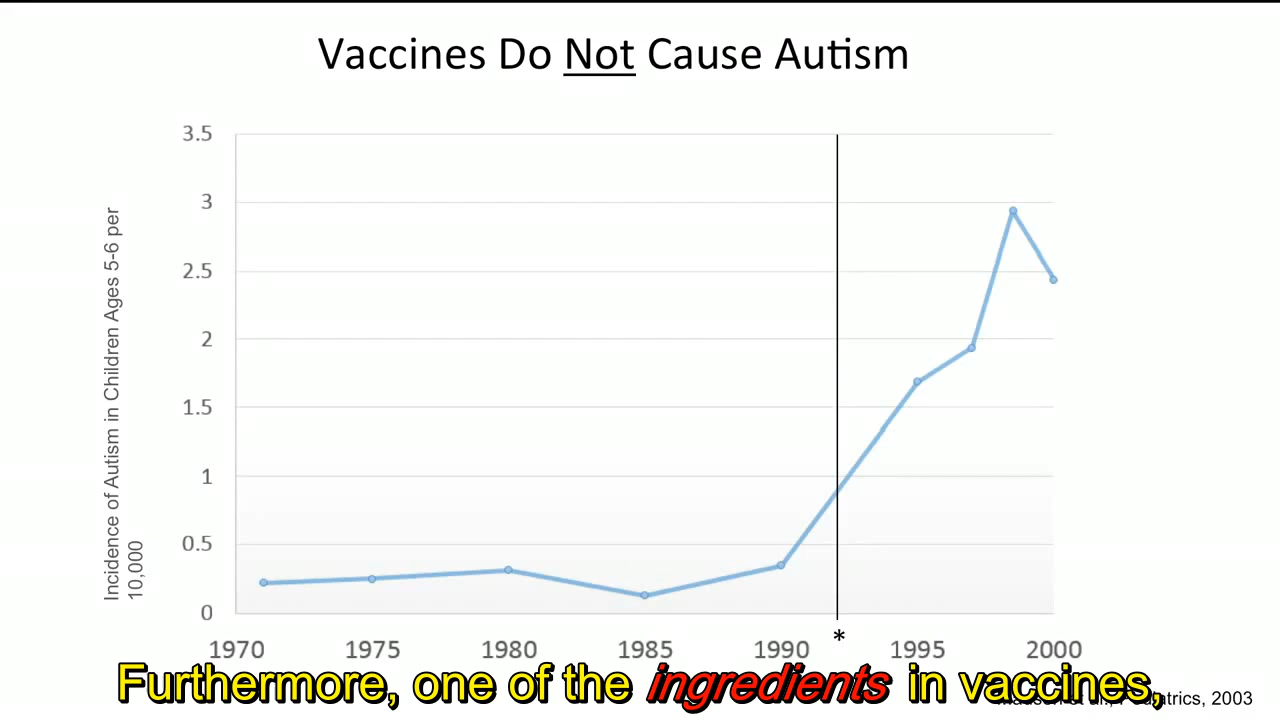 Vaccines Do Not Cause Autism
3.5
3
2.5
2
1.5
1
0.5
0
Incidence of Autism in Children Ages 5-6 per
10,000
1970 1975 1980 1985 1990 * 1995 2000
Furthermore, one of the ingredients in vaccines,
2003